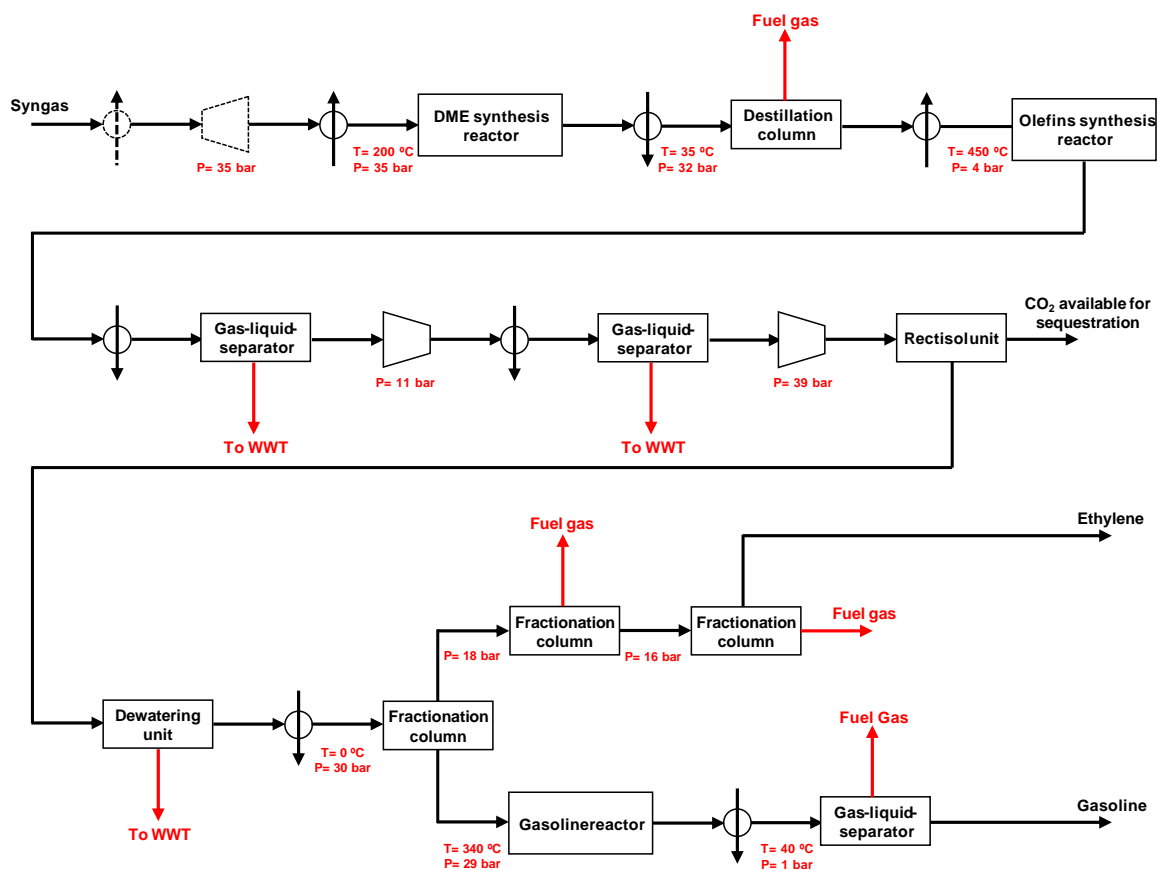 Fuel gas
Syngas
DME synthesis
reactor
Destillation
column
Olefins synthesis
reactor
P= 35 bar
T= 200 ºC
P= 35 bar
T= 35 ºC
P= 32 bar
T= 450 ºC
P= 4 bar
Gas-liquid-
separator
P= 11 bar
Gas-liquid-
separator
P= 39 bar
Rectisolunit
CO₂ available for
sequestration
To WWT
To WWT
Fuel gas
Ethylene
Fractionation
column
Fractionation
column
Fuel gas
P= 18 bar
P= 16 bar
Dewatering
unit
T= 0 ºC
P= 30 bar
Fractionation
column
Fuel Gas
To WWT
Gasolinereactor
T= 340 ºC
P= 29 bar
T= 40 ºC
P= 1 bar
Gas-liquid-
separator
Gasoline